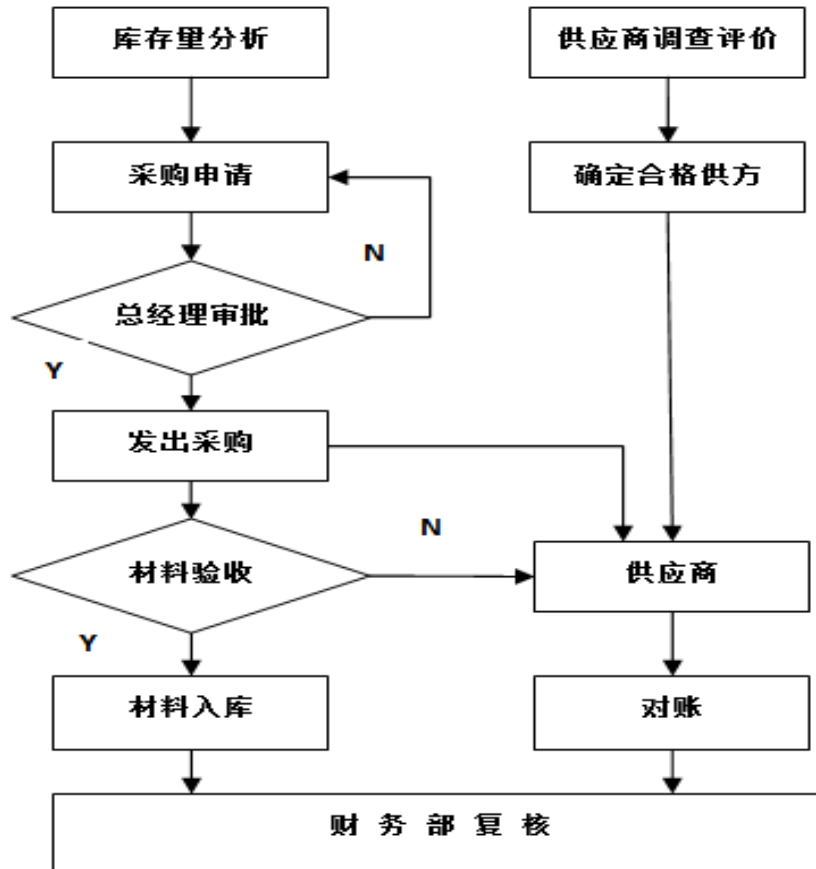 库存量分析
供应商调查评价
采购申请
确定合格供方
N
总经理审批
Y
发出采购
N
材料验收
供应商
Y
材料入库
对账
财务部复核